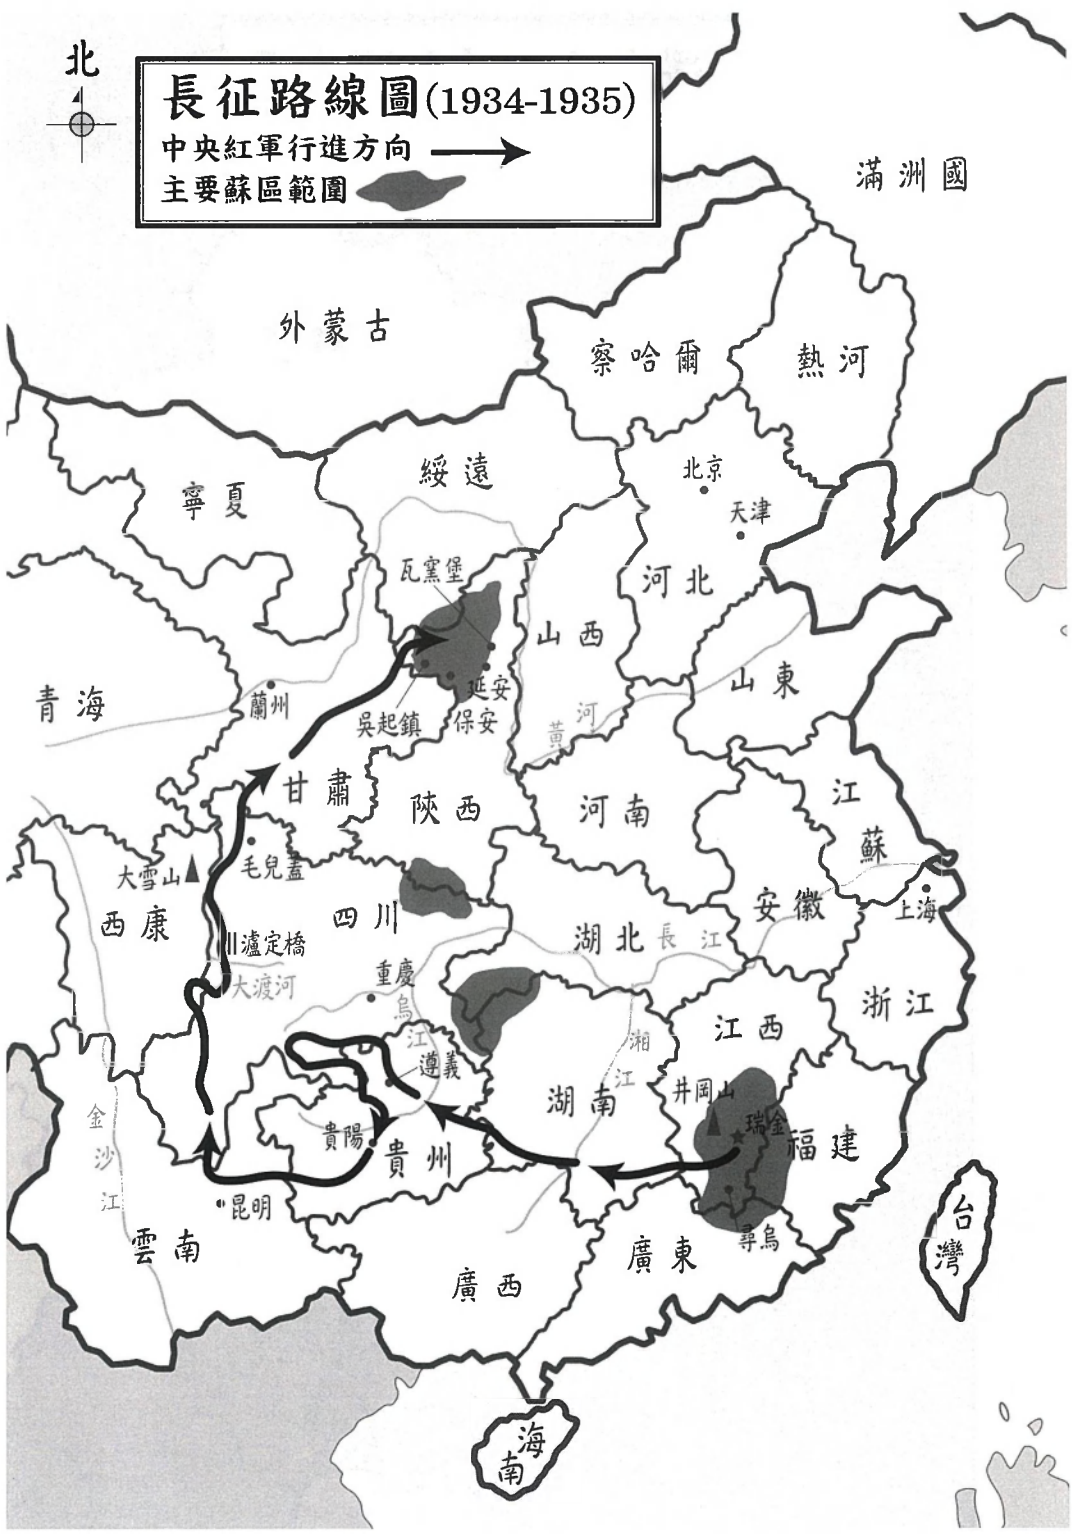 北
長征路線圖(1934-1935)
中央紅軍行進方向
主要蘇區範圍
滿洲國
外蒙古
察哈爾
熱河
綏遠
寧夏
北京
天津
瓦窯堡
河北
山西
山東
青海
蘭州
延安
吳起鎮
保安
黃河
甘肅
陝西
河南
江蘇
毛兒蓋
大雪山
西康
四川
安徽
上海
湖北
長江
瀘定橋
大渡河
重慶
烏江
浙江
江西
湘江
遵義
湖南
井岡山
瑞金
金沙江
貴陽
貴州
福建
昆明
雲南
尋烏
廣東
廣西
台灣
海南